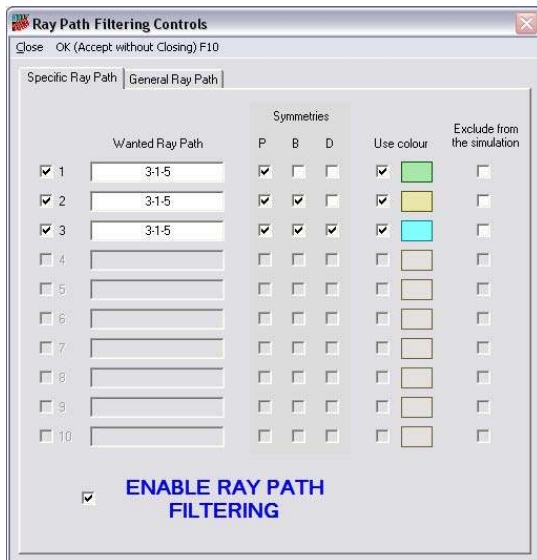 Ray Path Filtering Controls
Close OK (Accept without Closing) F10
Specific Ray Path General Ray Path
Symmetries
Wanted Ray Path P B D Use colour Exclude from the simulation
1 3-1-5
2 3-1-5
3 3-1-5
4
5
6
7
8
9
10
ENABLE RAY PATH
FILTERING